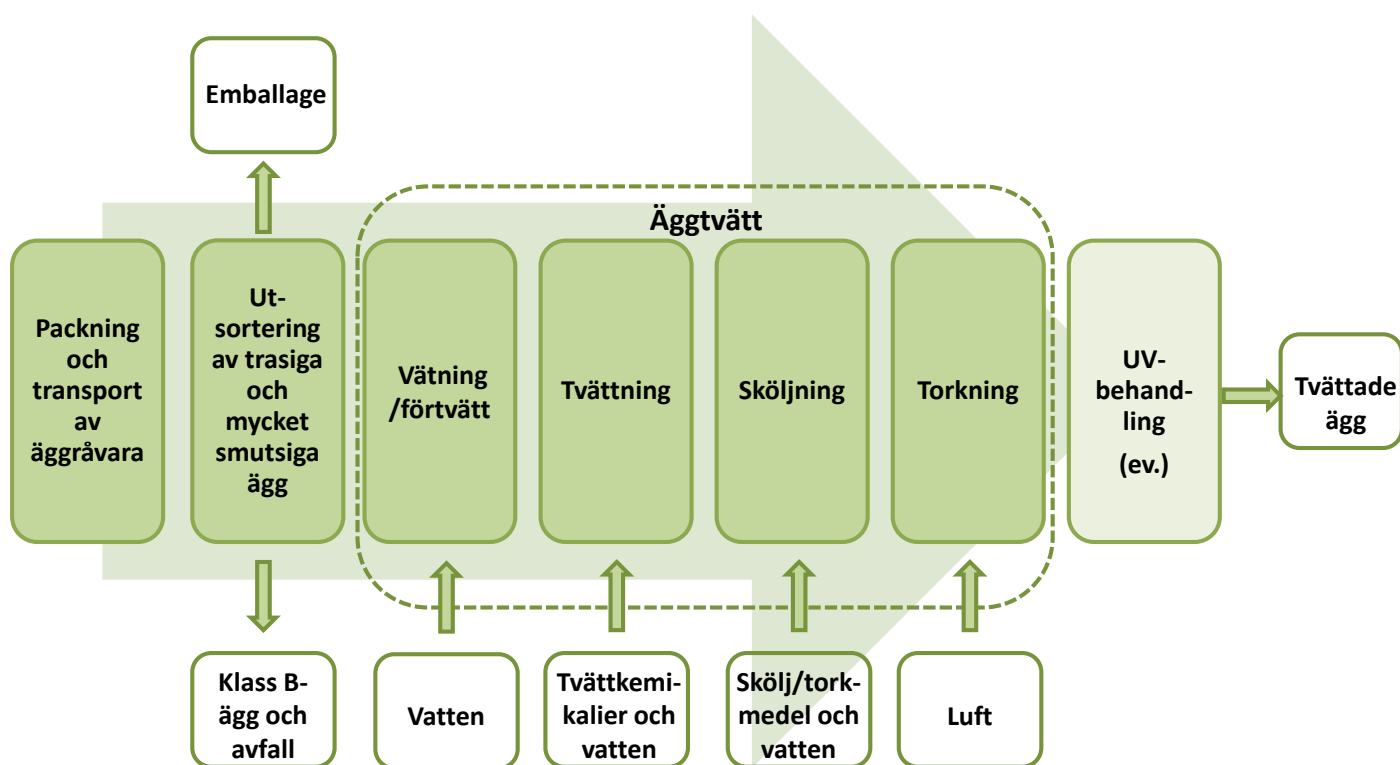 Emballage
Äggtvätt
Packning
och
transport
av
äggråvara
Ut-
sortering
av trasiga
och
mycket
smutsiga
ägg
Vätning
/förtvätt
Tvättning
Sköljning
Torkning
UV-
behand-
ling
(ev.)
Tvättade
ägg
Klass B-
ägg och
avfall
Vatten
Tvättkemi-
kalier och
vatten
Skölj/tork-
medel och
vatten
Luft